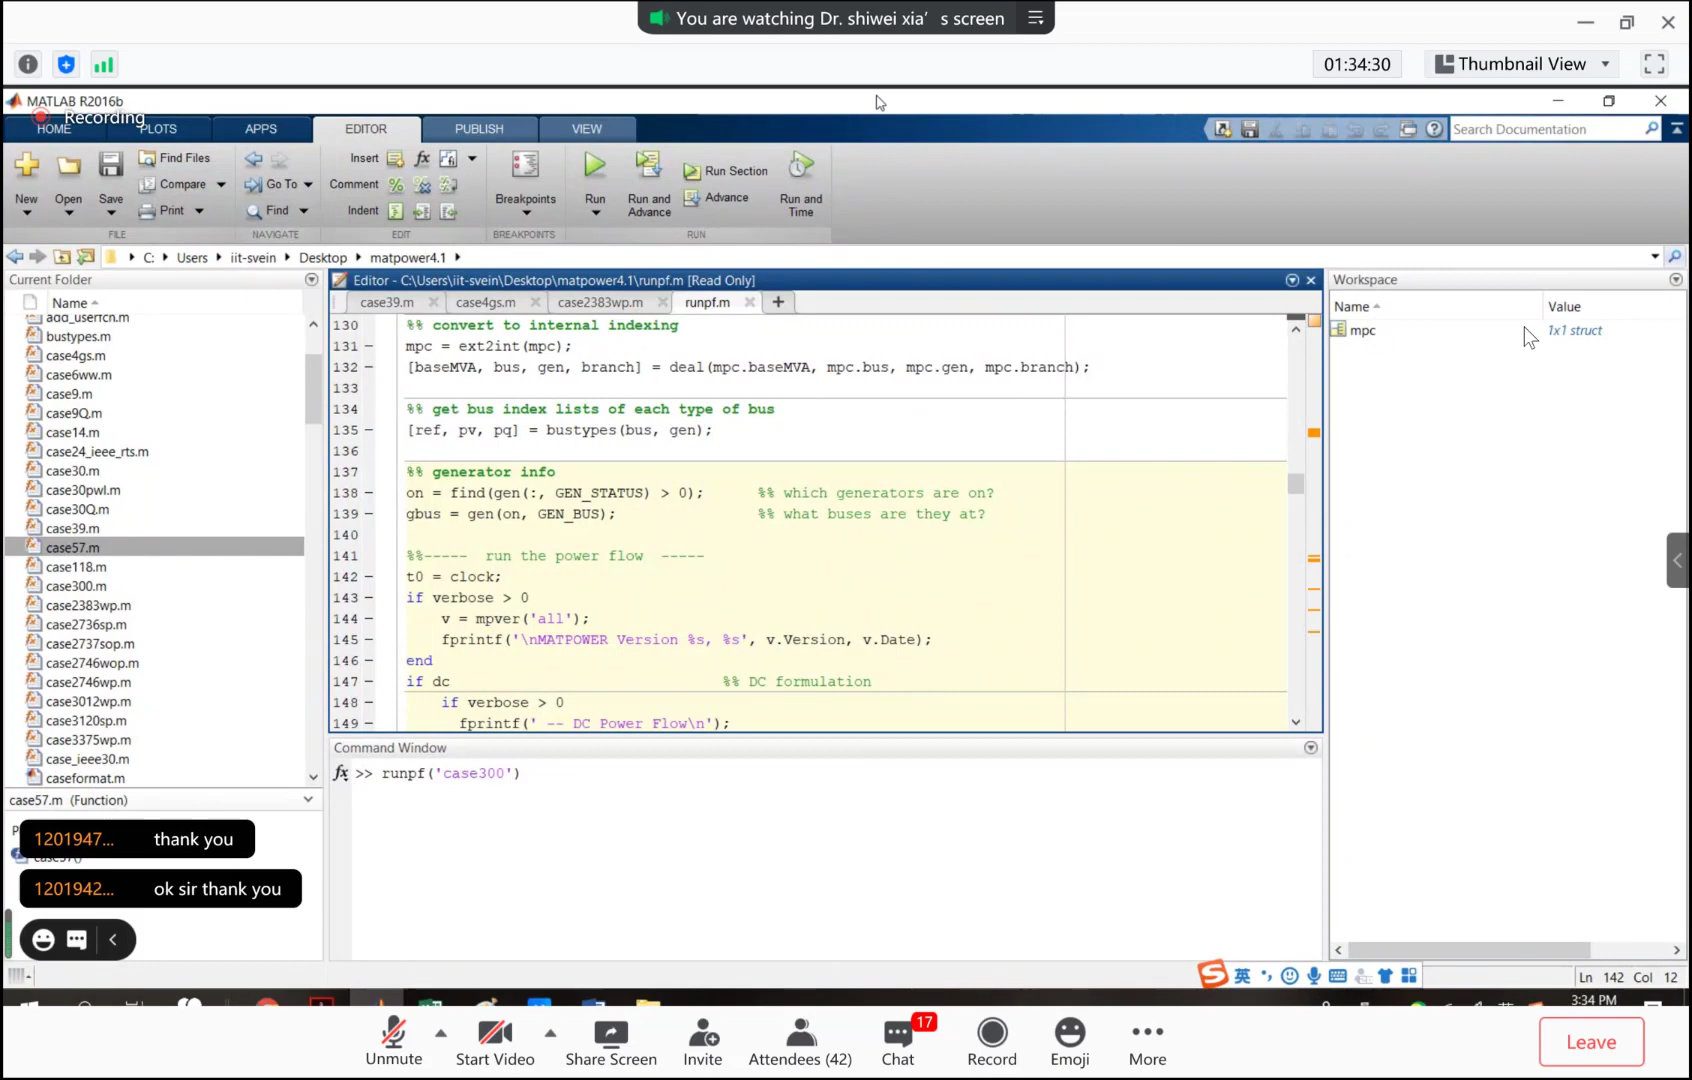 You are watching Dr. shiwei xia's screen
01:34:30
Thumbnail View
MATLAB R2016b
Recording
HOME
PLOTS
APPS
EDITOR
PUBLISH
VIEW
Search Documentation
New
Open
Save
Find Files
Compare
Print
Go To
Find
Insert
Comment
Indent
Breakpoints
Run
Run and
Advance
Run Section
Advance
Run and
Time
FILE
NAVIGATE
EDIT
BREAKPOINTS
RUN
C:
Users
iit-svein
Desktop
matpower4.1
Current Folder
Name
add_userfcn.m
bustypes.m
case4gs.m
case6ww.m
case9.m
case9Q.m
case14.m
case24_ieee_rts.m
case30.m
case30pwl.m
case30Q.m
case39.m
case57.m
case118.m
case300.m
case2383wp.m
case2736sp.m
case2737sop.m
case2746wop.m
case2746wp.m
case3012wp.m
case3120sp.m
case3375wp.m
case_ieee30.m
caseformat.m
case57.m (Function)
1201947... thank you
1201942... ok sir thank you
Editor - C:\Users\iit-svein\Desktop\matpower4.1\runpf.m [Read Only]
case39.m
case4gs.m
case2383wp.m
runpf.m
130 %% convert to internal indexing
131 – mpc = ext2int(mpc);
132 – [baseMVA, bus, gen, branch] = deal(mpc.baseMVA, mpc.bus, mpc.gen, mpc.branch);
133
134 %% get bus index lists of each type of bus
135 – [ref, pv, pq] = bustypes(bus, gen);
136
137 %% generator info
138 – on = find(gen(:, GEN_STATUS) > 0); %% which generators are on?
139 – gbus = gen(on, GEN_BUS); %% what buses are they at?
140
141 %%----- run the power flow -----
142 – t0 = clock;
143 – if verbose > 0
144 – v = mpver('all');
145 – fprintf('\nMATPOWER Version %s, %s', v.Version, v.Date);
146 – end
147 – if dc %% DC formulation
148 – if verbose > 0
149 – fprintf(' -- DC Power Flow\n');
Command Window
fx >> runpf('case300')
Workspace
Name
Value
mpc
1x1 struct
英
Ln 142 Col 12
3:34 PM
Unmute
Start Video
Share Screen
Invite
Attendees (42)
17
Chat
Record
Emoji
More
Leave